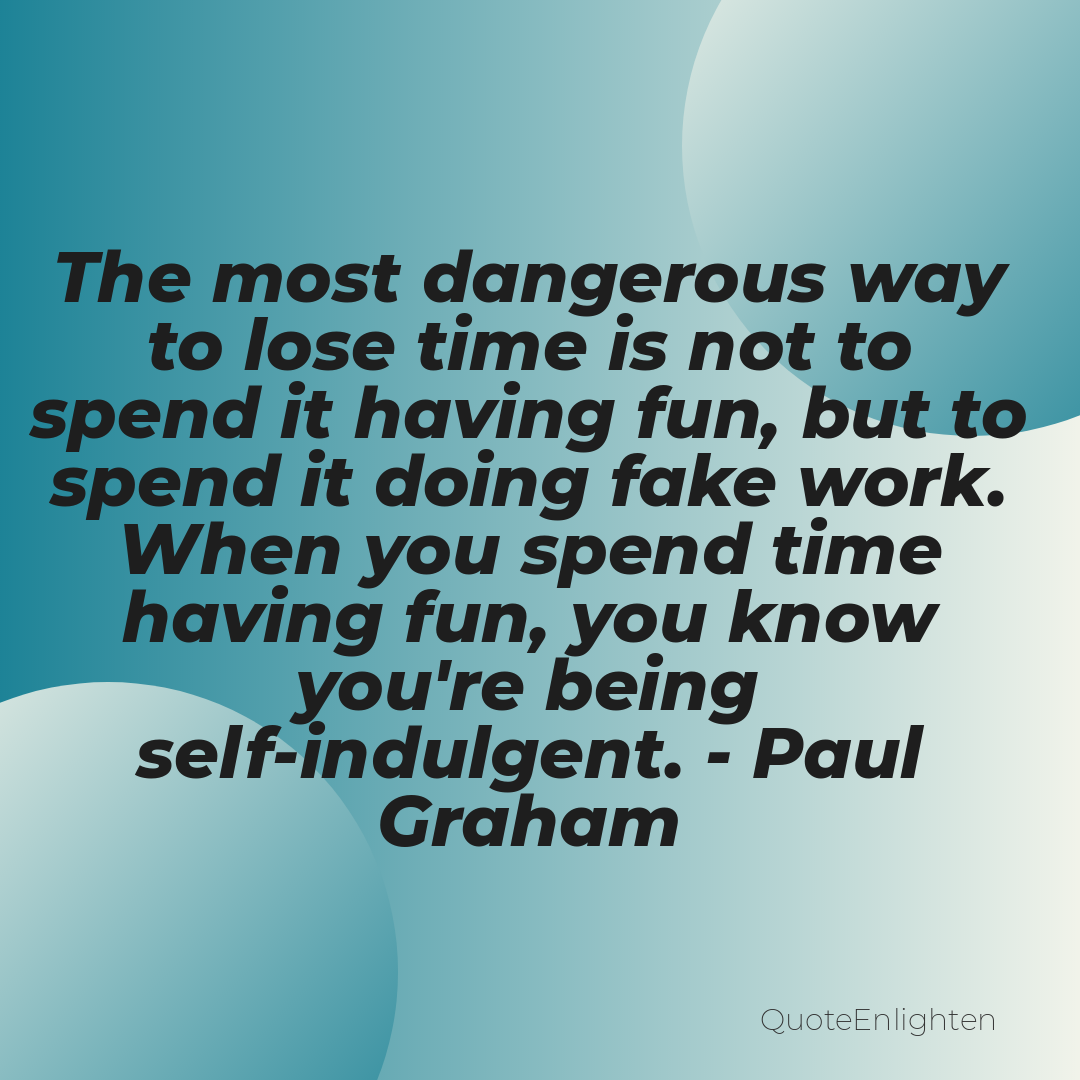 The most dangerous way
to lose time is not to
spend it having fun, but to
spend it doing fake work.
When you spend time
having fun, you know
you're being
self-indulgent. - Paul
Graham
QuoteEnlighten